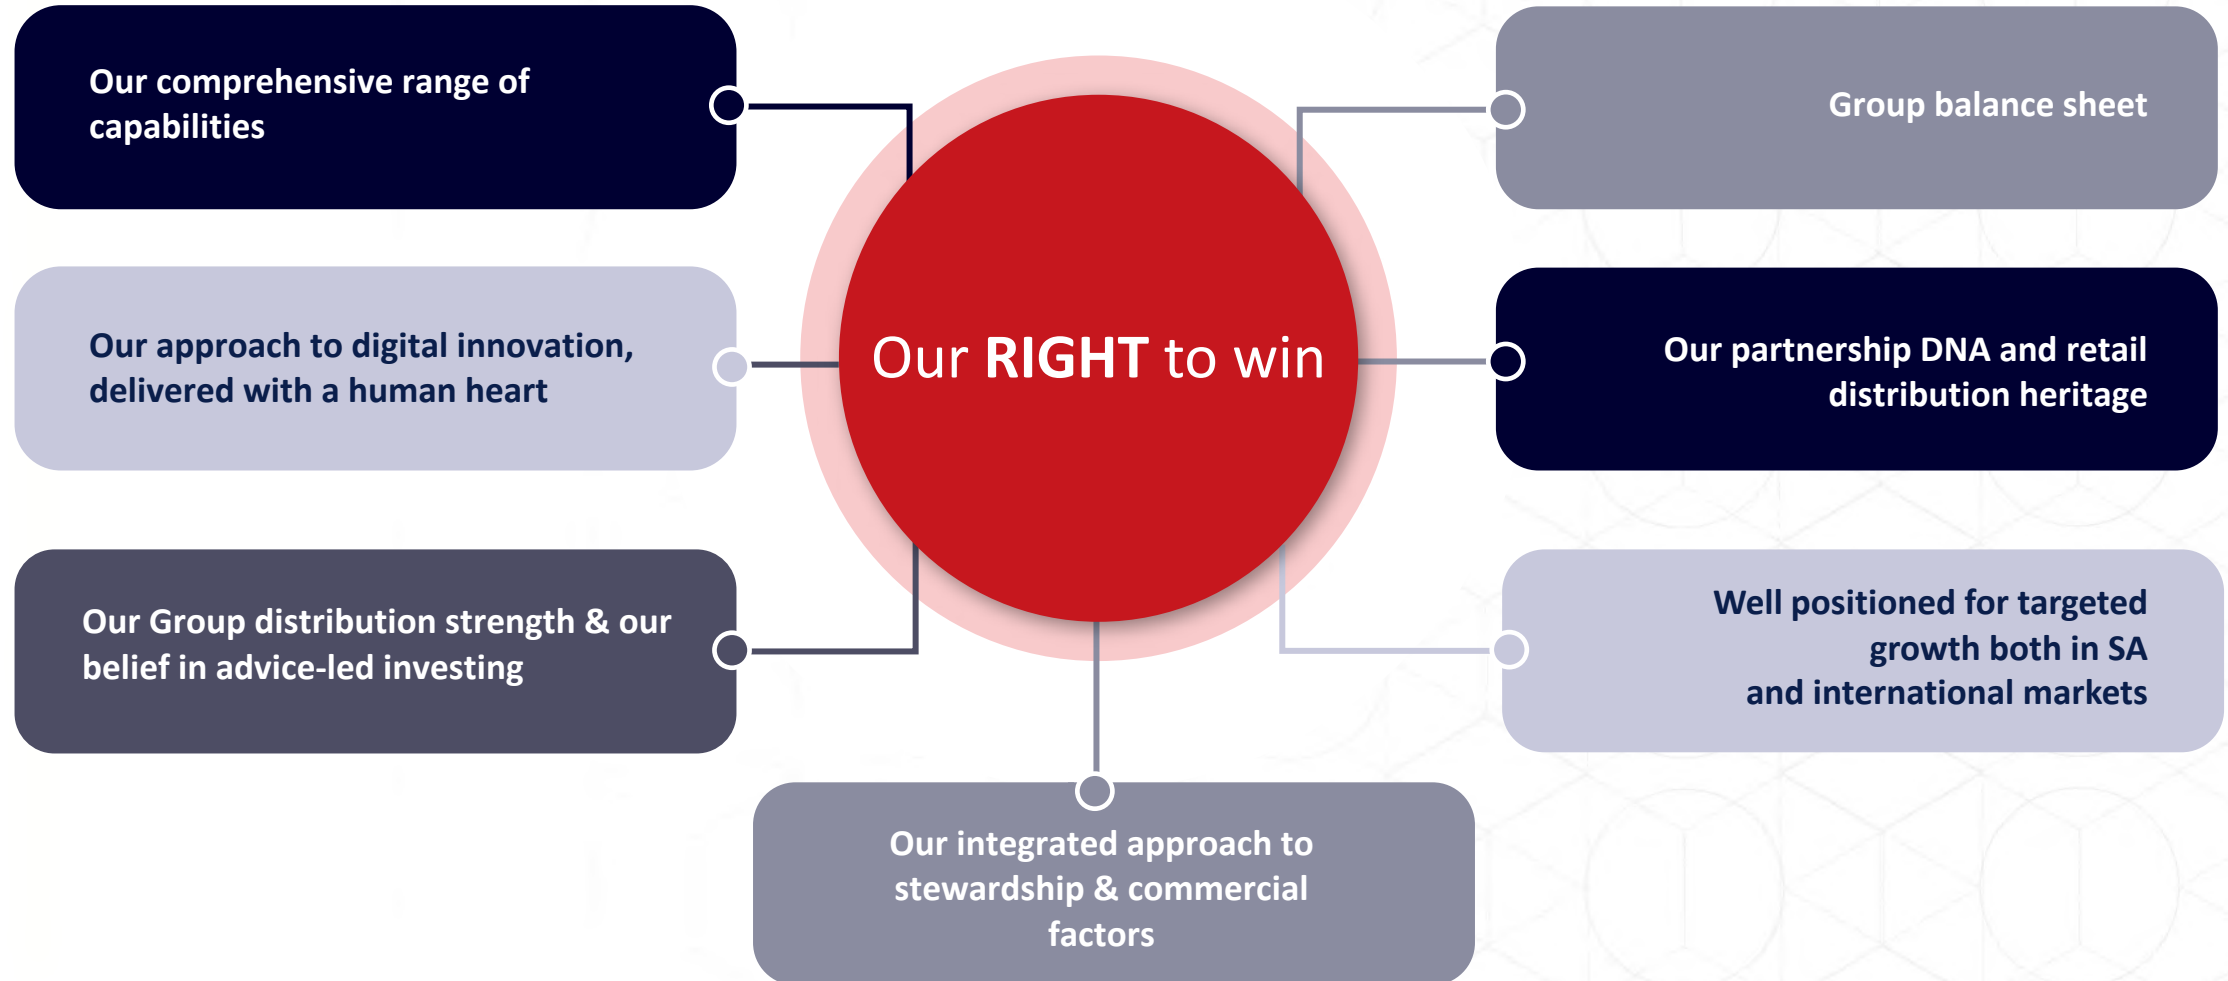 Our comprehensive range of
capabilities
Our approach to digital innovation,
delivered with a human heart
Our Group distribution strength & our
belief in advice-led investing
Our RIGHT to win
Group balance sheet
Our partnership DNA and retail
distribution heritage
Well positioned for targeted
growth both in SA
and international markets
Our integrated approach to
stewardship & commercial
factors